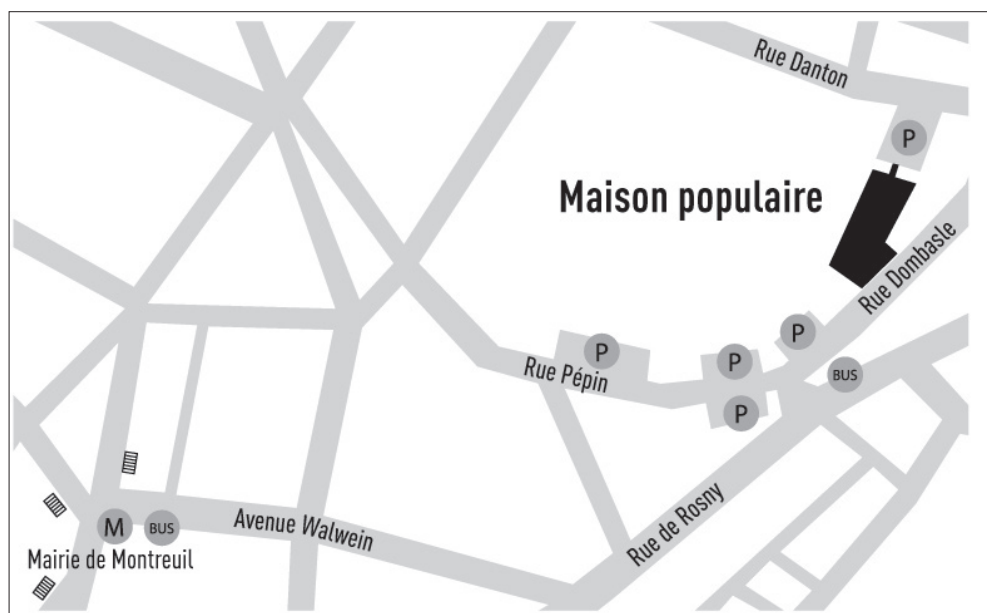 Rue Danton
P
Maison populaire
Rue Dombasle
P
P
P
Rue Pépin
BUS
P
Rue de Rosny
M
BUS
Avenue Walwein
Mairie de Montreuil